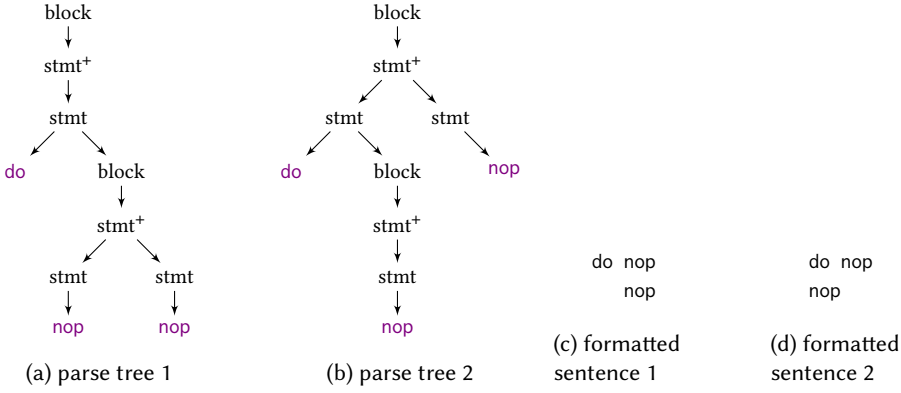 block
stmt+
stmt
do block
stmt+
stmt stmt
nop nop
(a) parse tree 1
block
stmt+
stmt stmt
do block nop
stmt+
stmt
nop
(b) parse tree 2
do nop
nop
(c) formatted
sentence 1
do nop
nop
(d) formatted
sentence 2